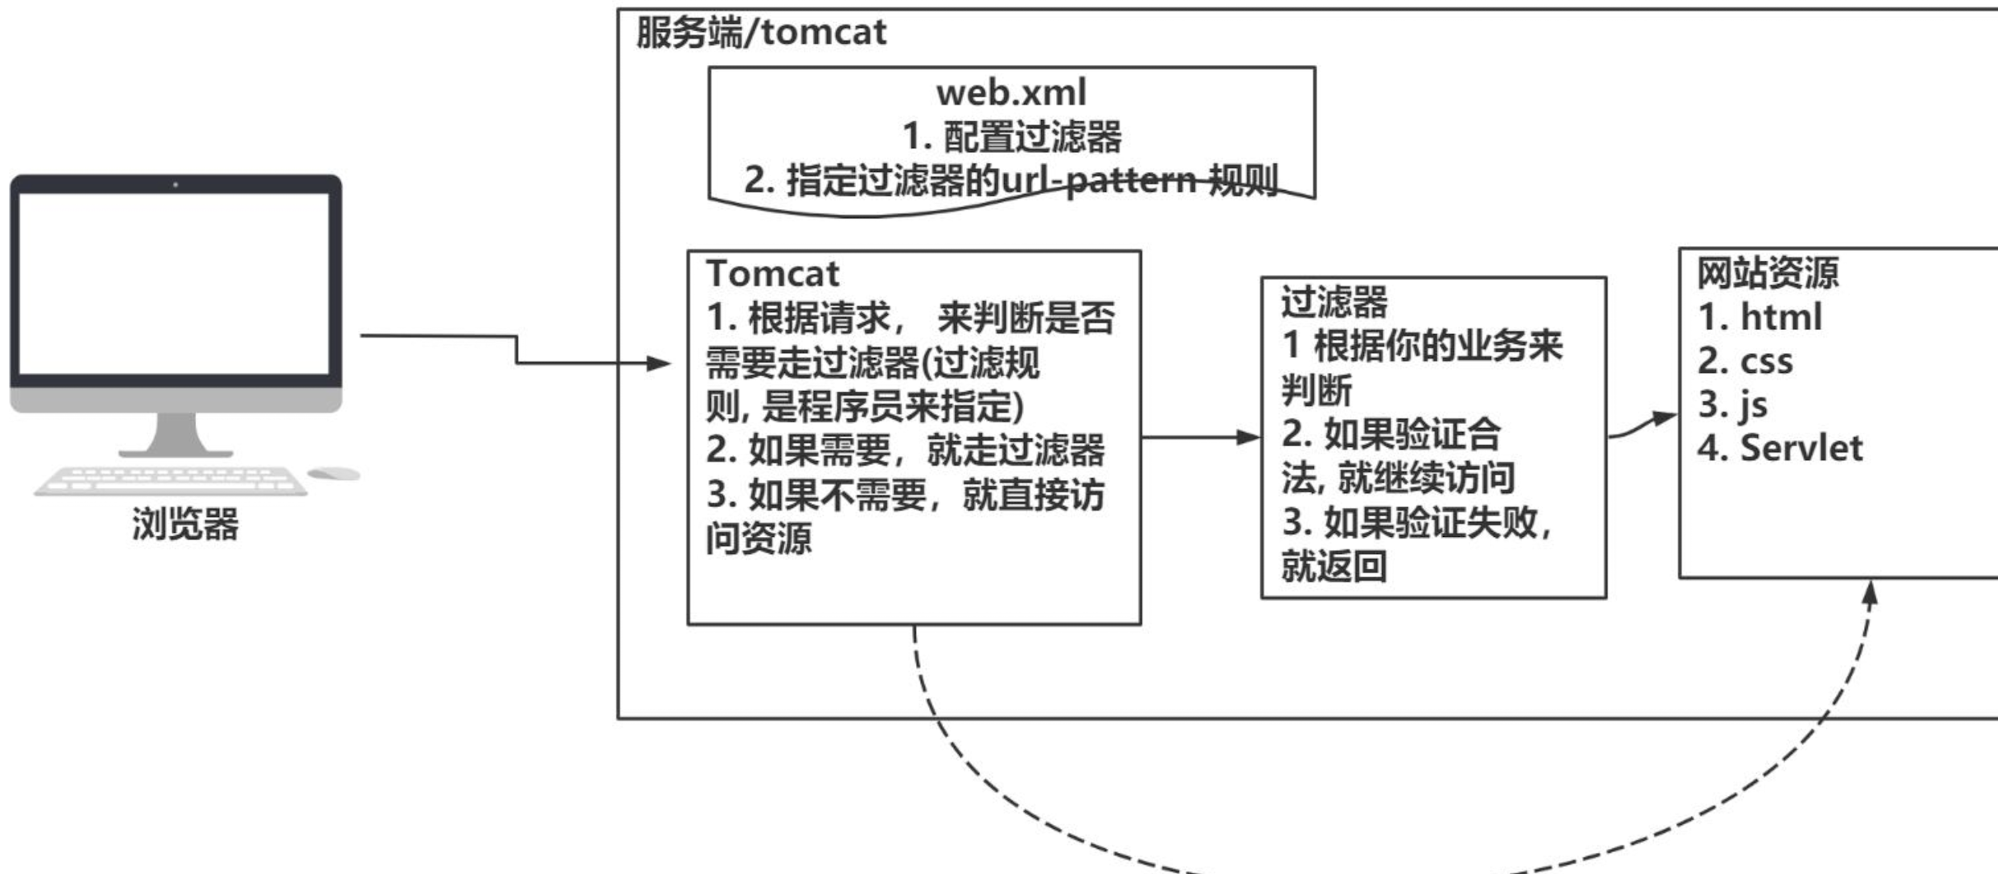 服务端/tomcat
web.xml
1. 配置过滤器
2. 指定过滤器的url-pattern 规则
浏览器
Tomcat
1. 根据请求， 来判断是否
需要走过滤器(过滤规
则, 是程序员来指定)
2. 如果需要，就走过滤器
3. 如果不需要，就直接访
问资源
过滤器
1 根据你的业务来
判断
2. 如果验证合
法, 就继续访问
3. 如果验证失败，
就返回
网站资源
1. html
2. css
3. js
4. Servlet